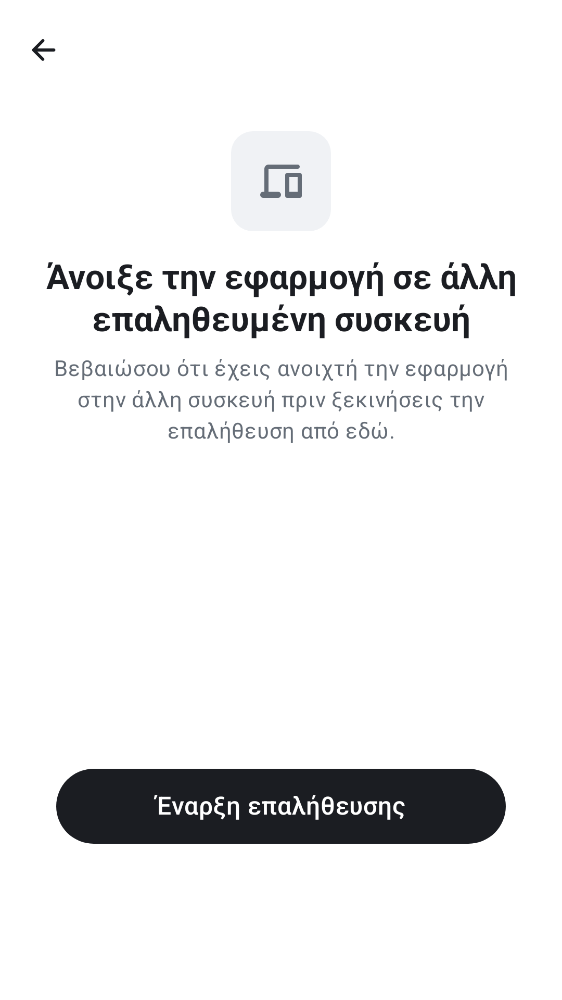 Άνοιξε την εφαρμογή σε άλλη
επαληθευμένη συσκευή
Βεβαιώσου ότι έχεις ανοιχτή την εφαρμογή
στην άλλη συσκευή πριν ξεκινήσεις την
επαλήθευση από εδώ.
Έναρξη επαλήθευσης